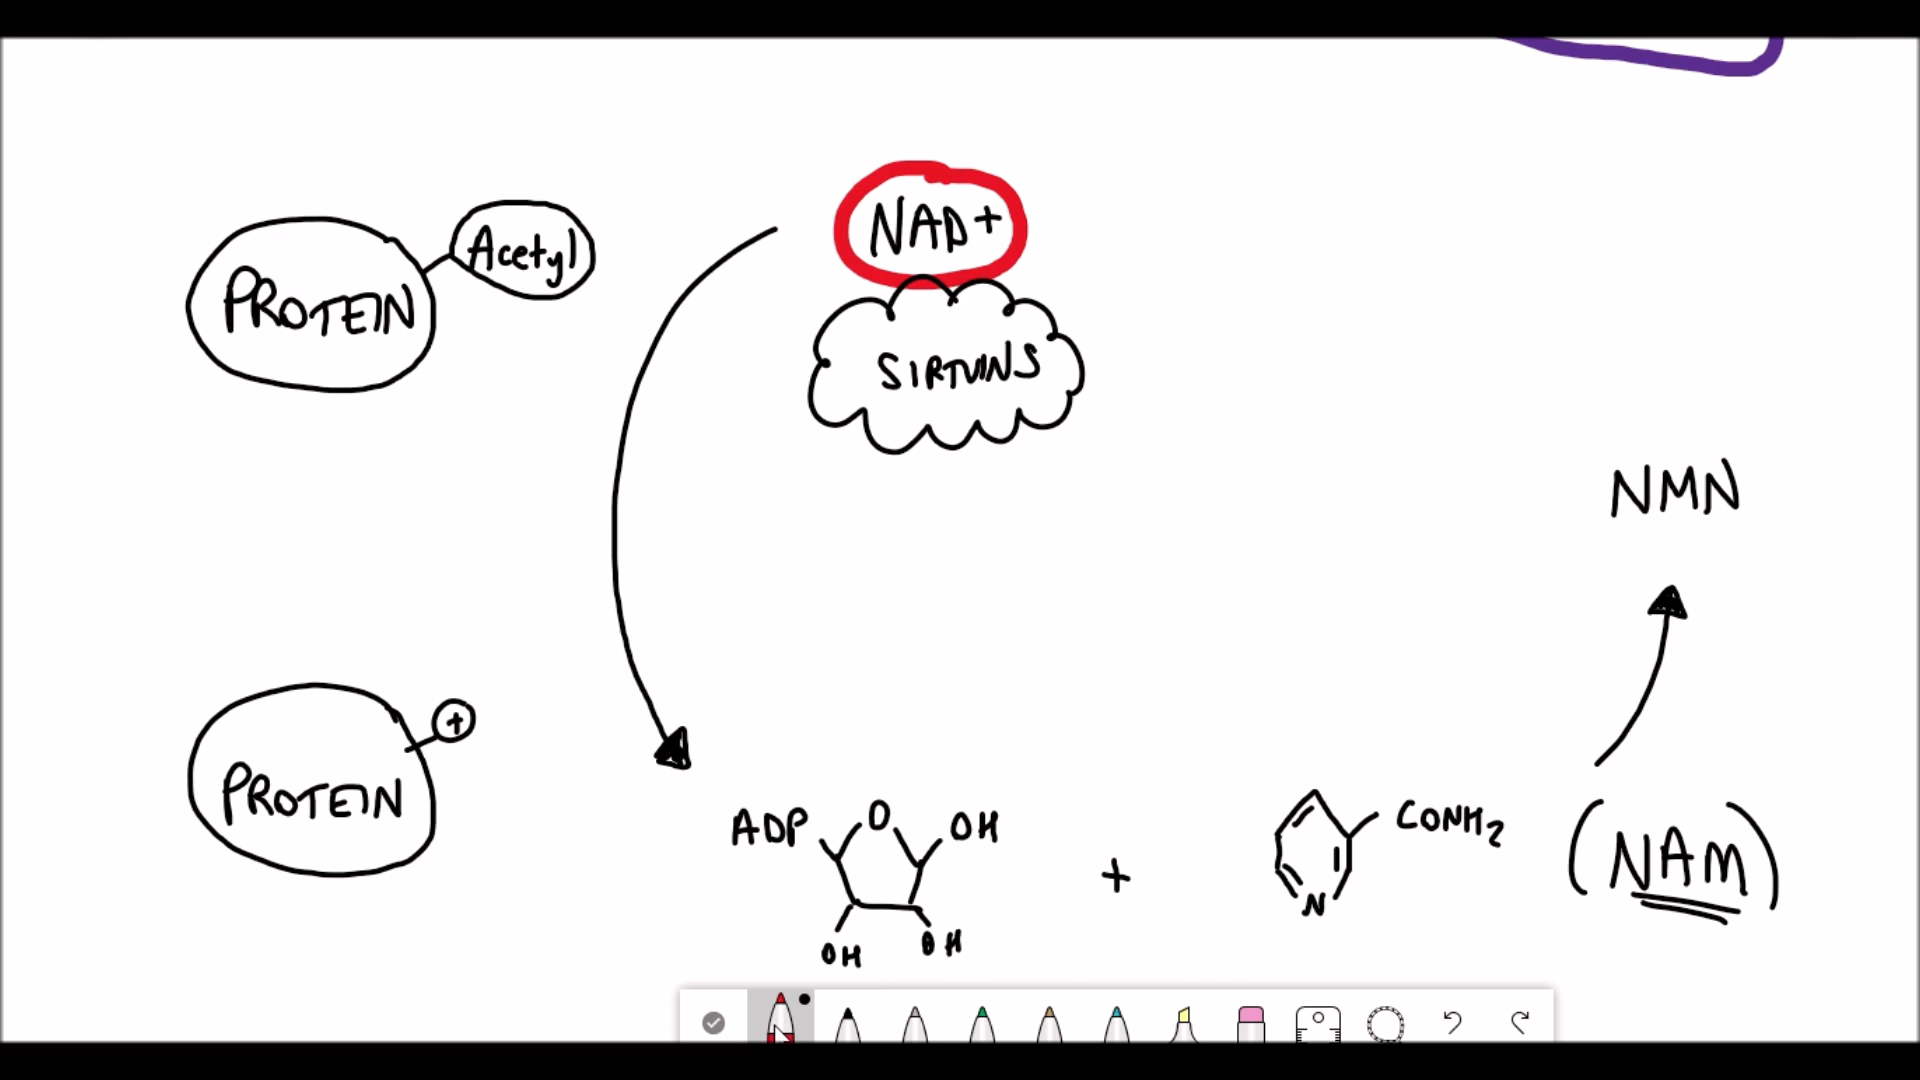 NAD+
Acetyl
PROTEIN
SIRTUINS
NMN
+
PROTEIN
ADP O OH
OH OH
+
CONH2
N
(NAM)